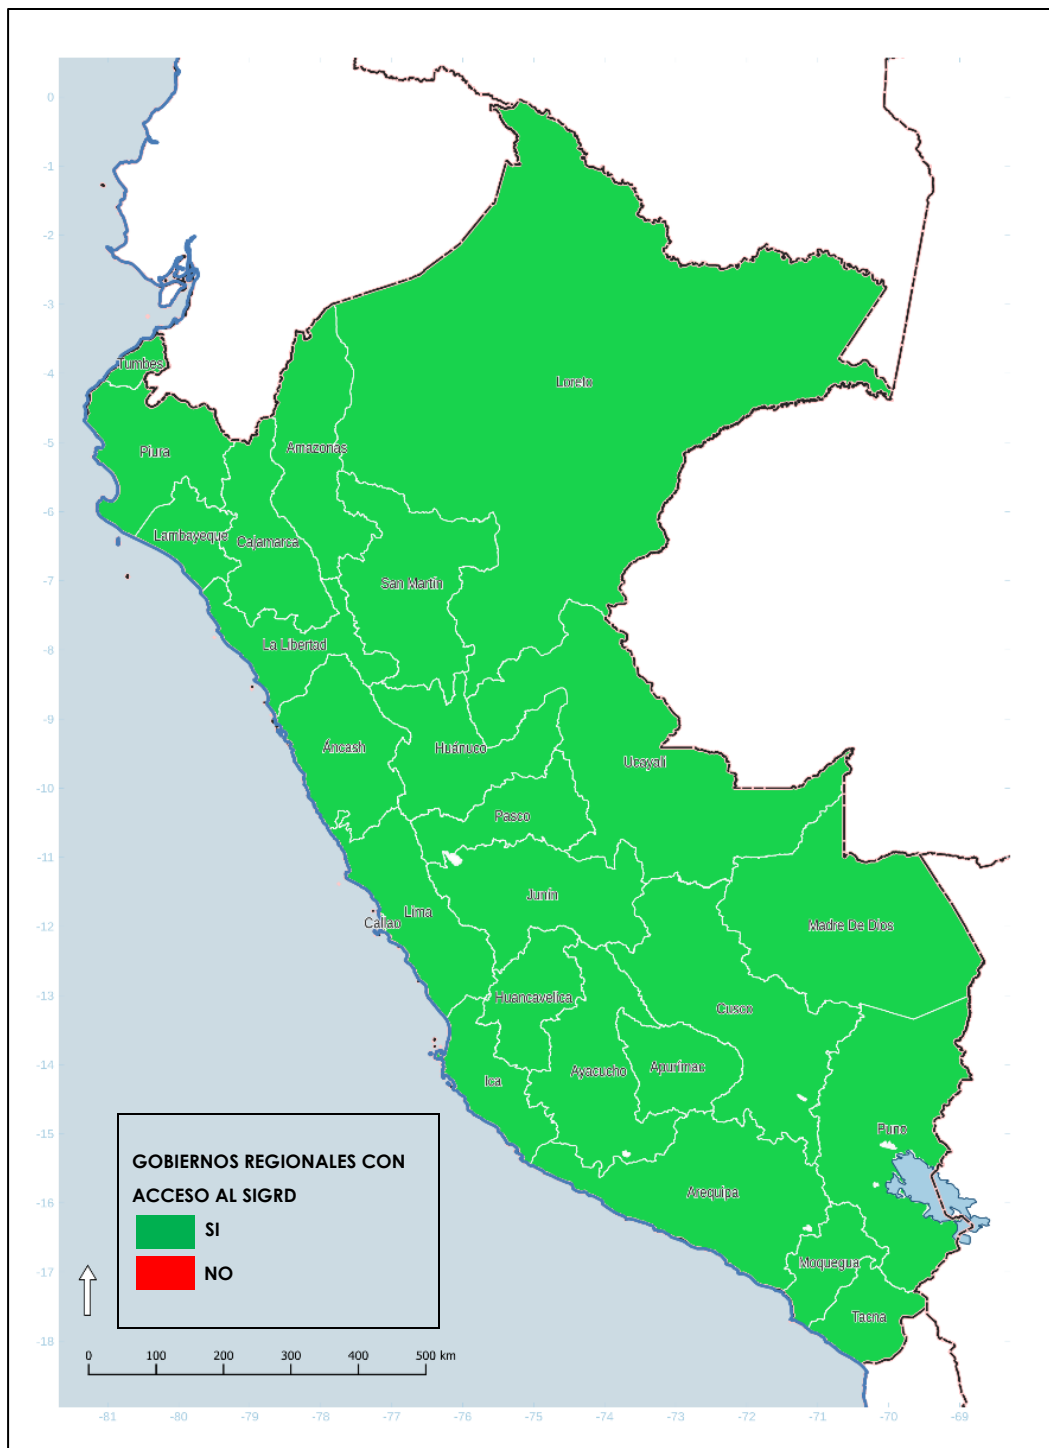 0
-1
-2
-3
Tumbes
-4
Loreto
Amazonas
-5
Piura
-6
Lambayeque
Cajamarca
San Martín
-7
La Libertad
-8
-9
Áncash
Huánuco
Ucayali
-10
Pasco
-11
Junín
Lima
Callao
Madre De Dios
-12
-13
Huancavelica
Cusco
-14
Ica
Ayacucho
Apurímac
Puno
-15
GOBIERNOS REGIONALES CON
ACCESO AL SIGRD
SI
NO
Arequipa
-16
Moquegua
-17
Tacna
-18
0 100 200 300 400 500 km
-81 -80 -79 -78 -77 -76 -75 -74 -73 -72 -71 -70 -69